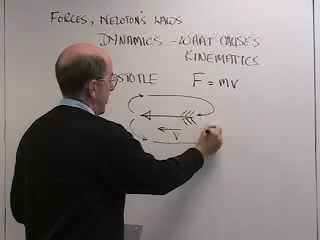 FORCES, NEWTON'S LAWS
DYNAMICS - WHAT CAUSES
KINEMATICS
STOTLE F = mv
v